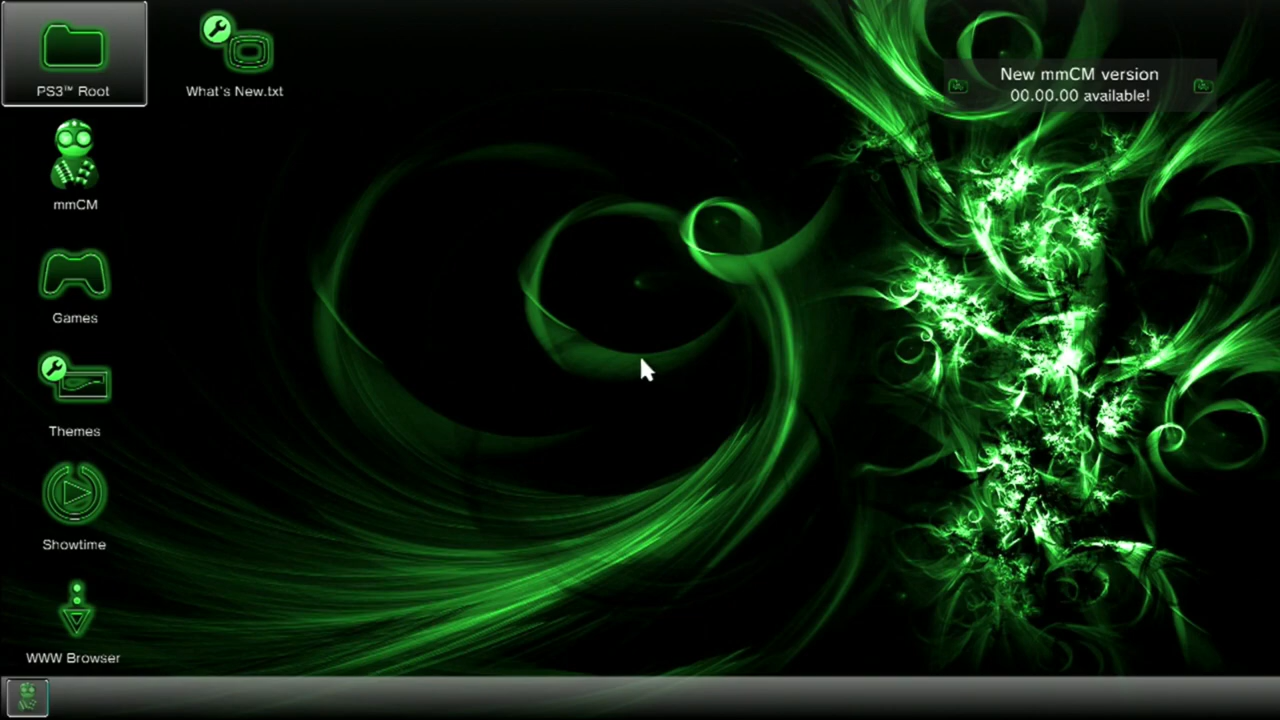 PS3™ Root
What's New.txt
New mmCM version
00.00.00 available!
mmCM
Games
Themes
Showtime
WWW Browser